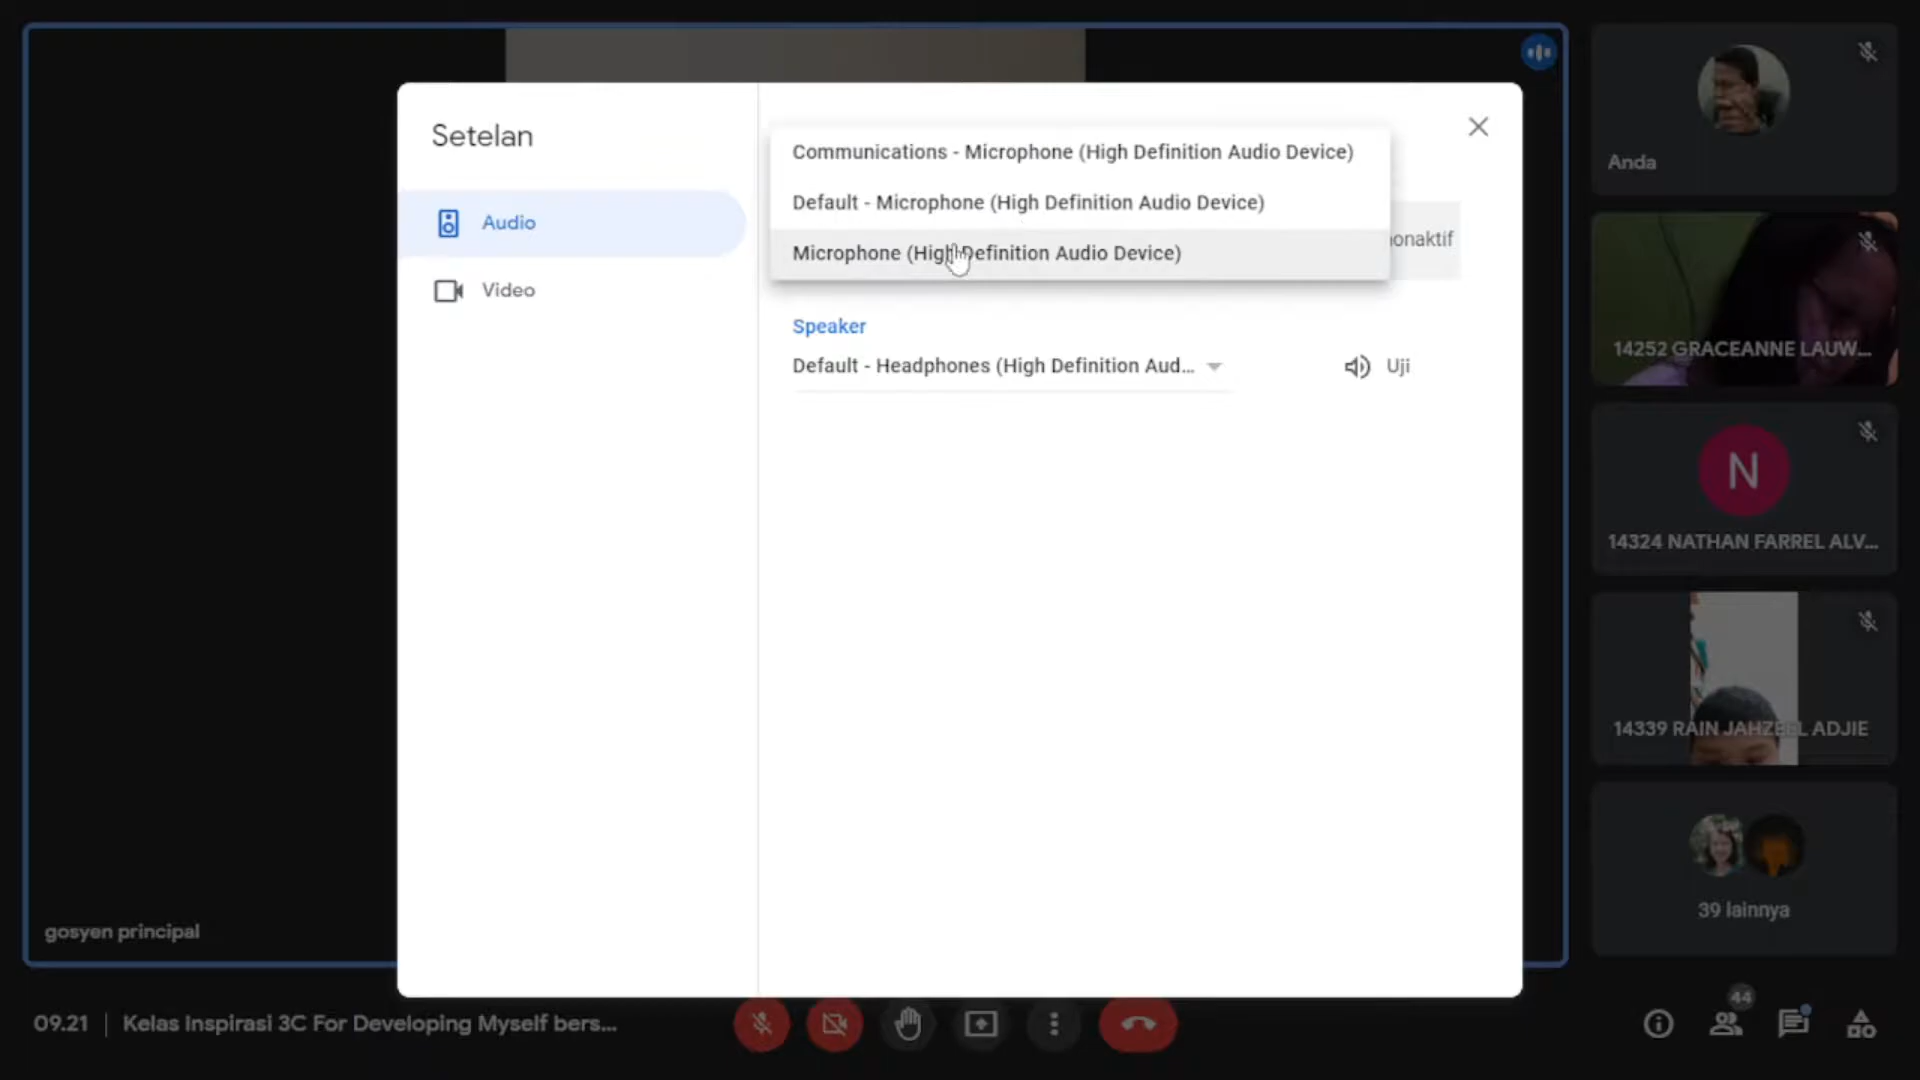 Setelan
Audio
Video
Communications - Microphone (High Definition Audio Device)
Default - Microphone (High Definition Audio Device)
Microphone (High Definition Audio Device)
onaktif
Speaker
Default - Headphones (High Definition Aud...
Uji
Anda
14252 GRACEANNE LAUW...
N
14324 NATHAN FARREL ALV...
14339 RAIN JAHZEEL ADJIE
39 lainnya
gosyen principal
09.21 | Kelas Inspirasi 3C For Developing Myself bers...
44